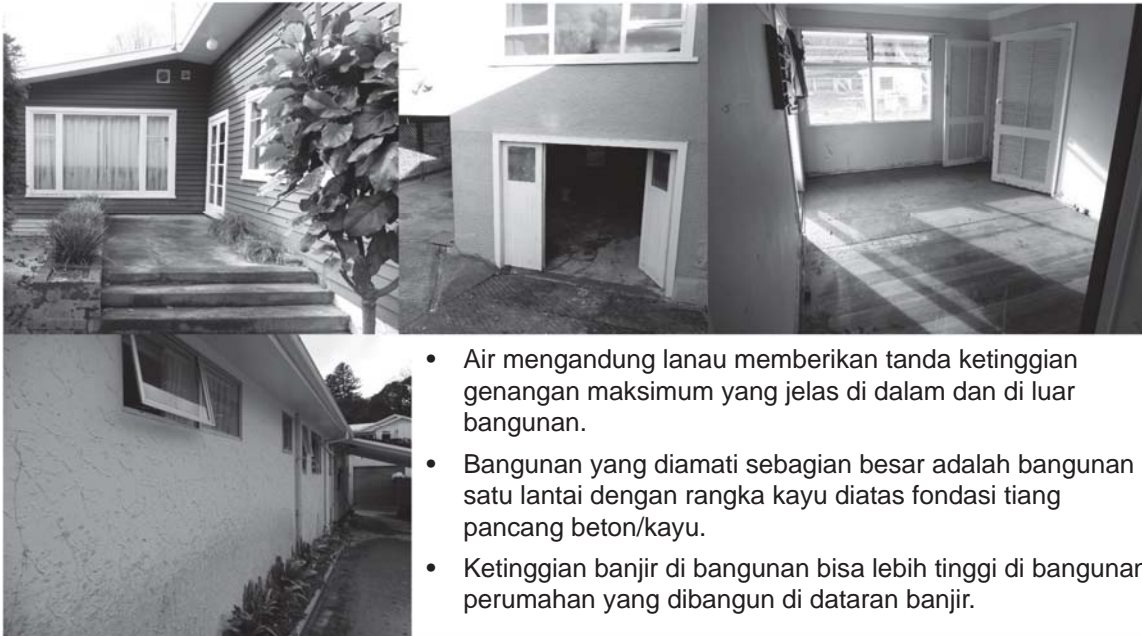 • Air mengandung lanau memberikan tanda ketinggian
genangan maksimum yang jelas di dalam dan di luar
bangunan.
• Bangunan yang diamati sebagian besar adalah bangunan
satu lantai dengan rangka kayu diatas fondasi tiang
pancang beton/kayu.
• Ketinggian banjir di bangunan bisa lebih tinggi di bangunan
perumahan yang dibangun di dataran banjir.